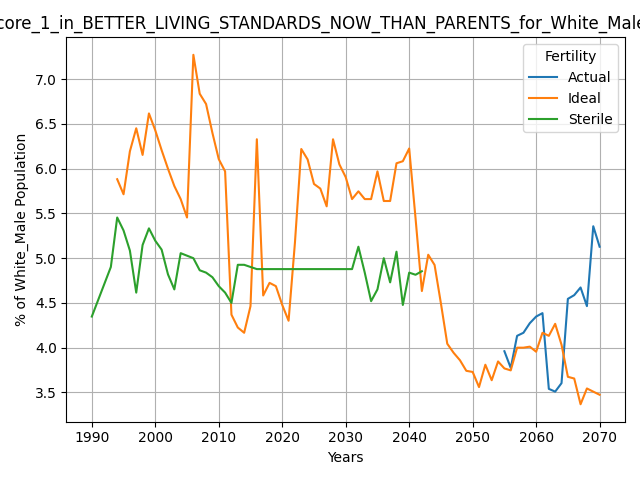 core_1_in_BETTER_LIVING_STANDARDS_NOW_THAN_PARENTS_for_White_Male
Fertility
Actual
Ideal
Sterile
% of White_Male Population
7.0
6.5
6.0
5.5
5.0
4.5
4.0
3.5
1990 2000 2010 2020 2030 2040 2050 2060 2070
Years